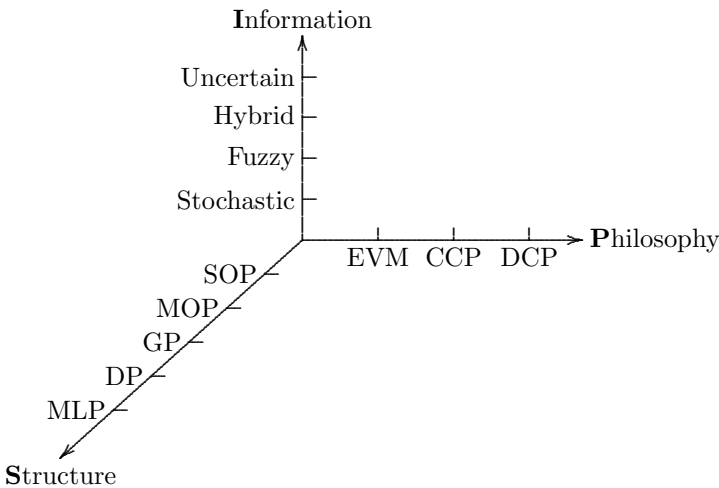 Information
Uncertain
Hybrid
Fuzzy
Stochastic
Philosophy
EVM CCP DCP
SOP
MOP
GP
DP
MLP
Structure